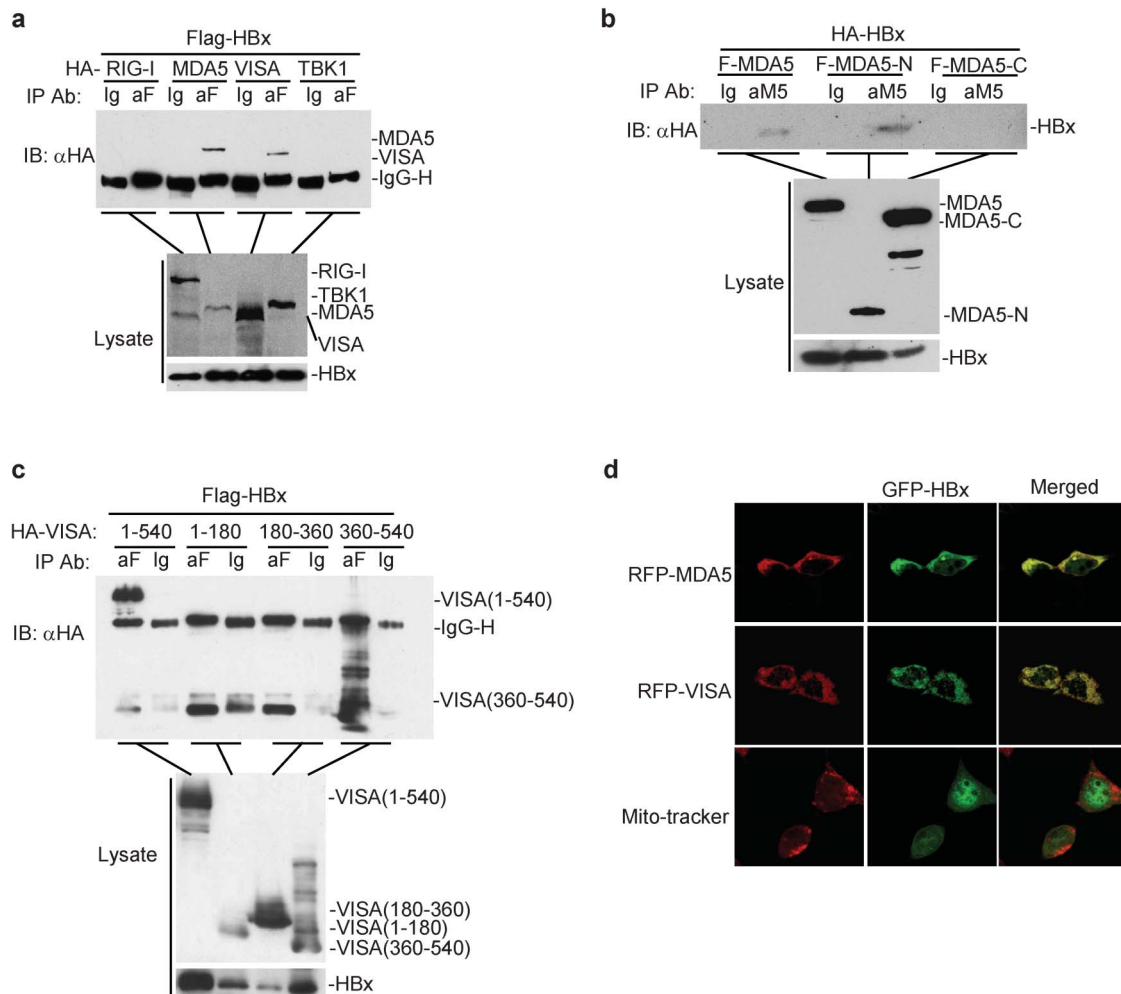 a
Flag-HBx
HA- RIG-I MDA5 VISA TBK1
IP Ab: Ig aF Ig aF Ig aF Ig aF
IB: αHA
-MDA5
-VISA
-IgG-H
Lysate
-RIG-I
-TBK1
-MDA5
VISA
-HBx
b
HA-HBx
F-MDA5 F-MDA5-N F-MDA5-C
IP Ab: Ig aM5 Ig aM5 Ig aM5
IB: αHA
-HBx
Lysate
-MDA5
-MDA5-C
-MDA5-N
-HBx
c
Flag-HBx
HA-VISA: 1-540 1-180 180-360 360-540
IP Ab: aF Ig aF Ig aF Ig aF Ig
IB: αHA
-VISA(1-540)
-IgG-H
-VISA(360-540)
Lysate
-VISA(1-540)
-VISA(180-360)
-VISA(1-180)
-VISA(360-540)
-HBx
d
GFP-HBx Merged
RFP-MDA5
RFP-VISA
Mito-tracker